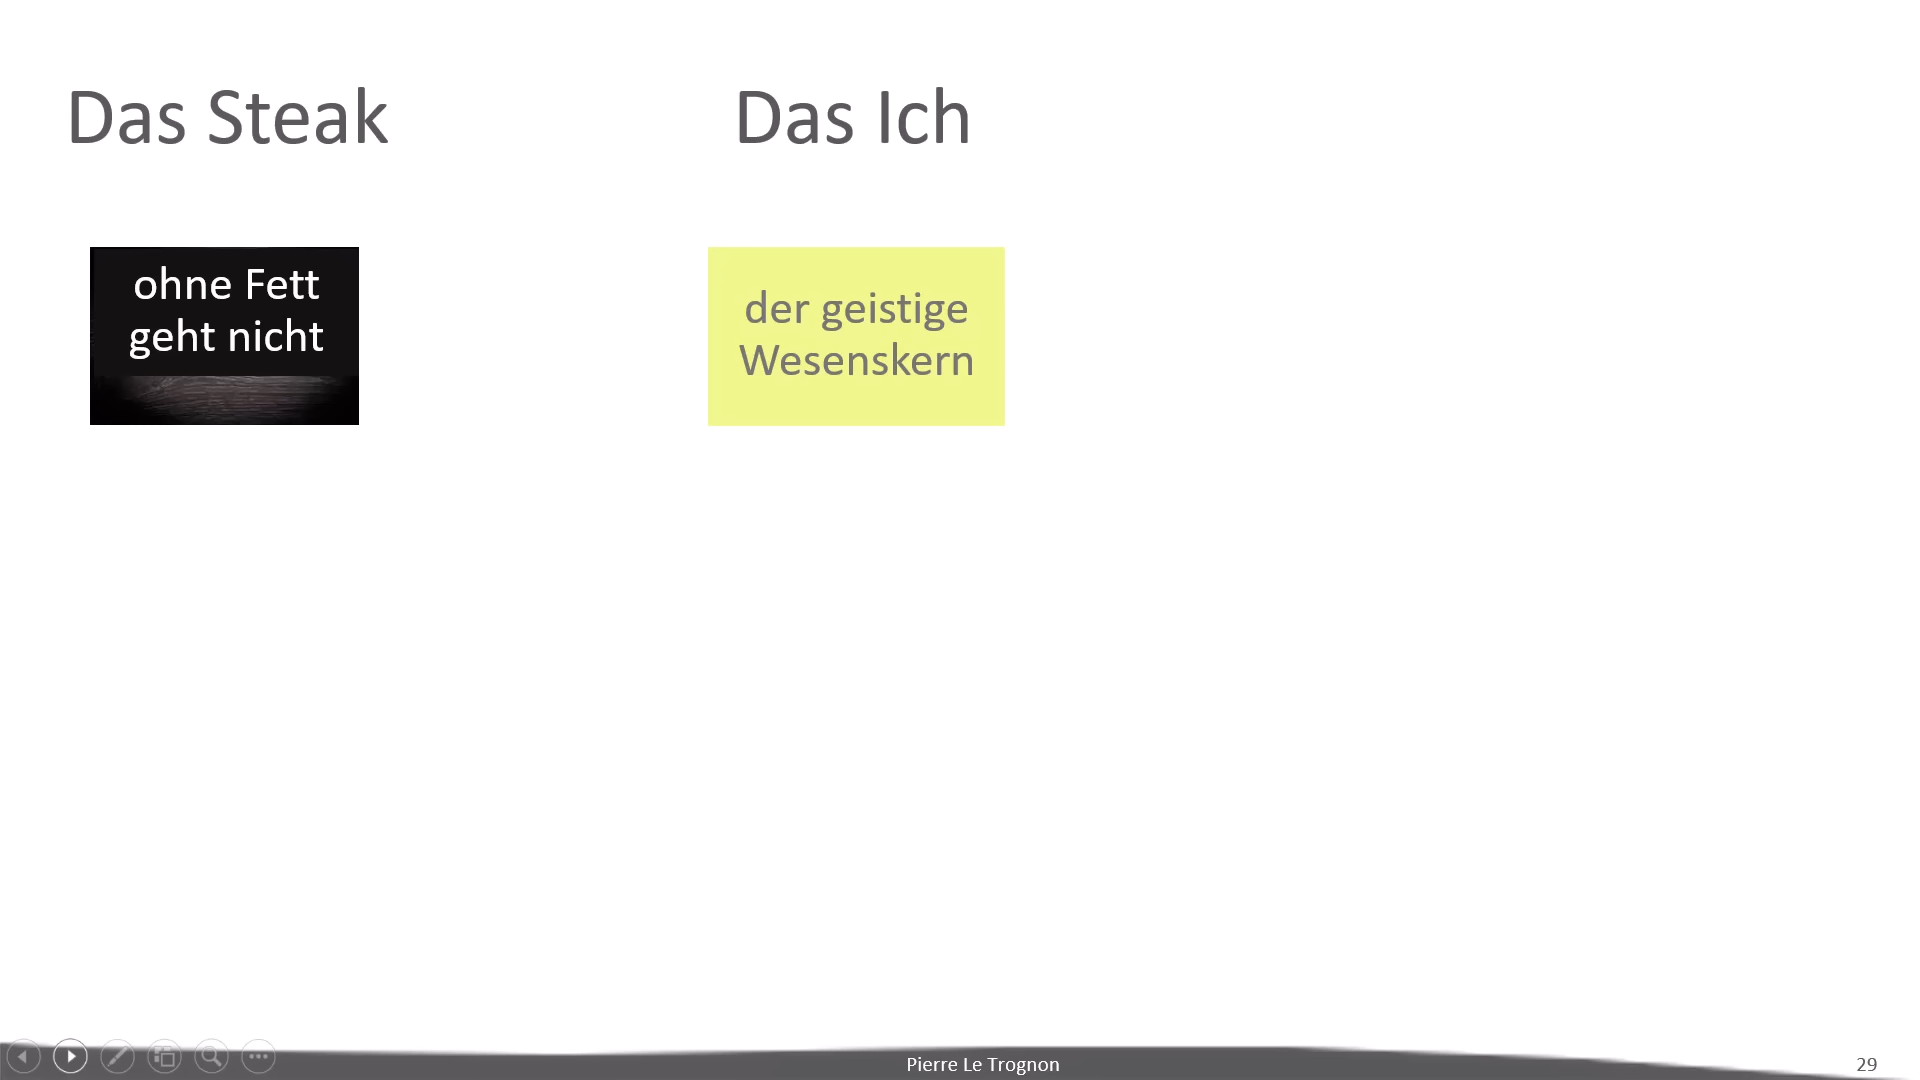 Das Steak
Das Ich
ohne Fett
geht nicht
der geistige
Wesenskern
Pierre Le Trognon
29